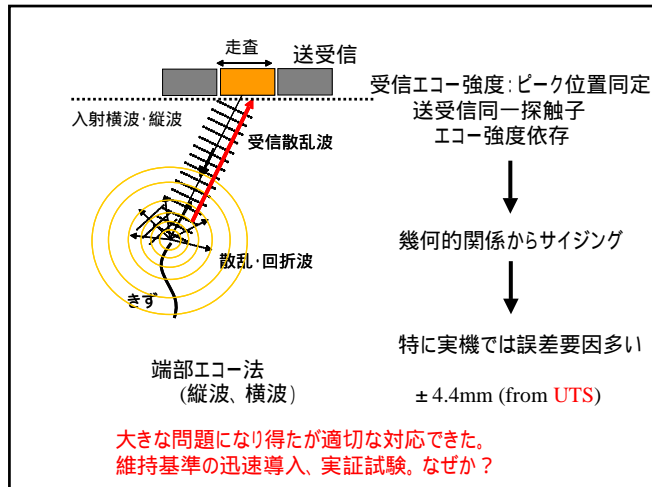 走査
送受信
入射横波･縦波
受信散乱波
散乱･回折波
きず
端部エコー法
(縦波、横波)
受信エコー強度:ピーク位置同定
送受信同一探触子
エコー強度依存
幾何的関係からサイジング
特に実機では誤差要因多い
±4.4mm (from UTS)
大きな問題になり得たが適切な対応できた。
維持基準の迅速導入、実証試験。なぜか?